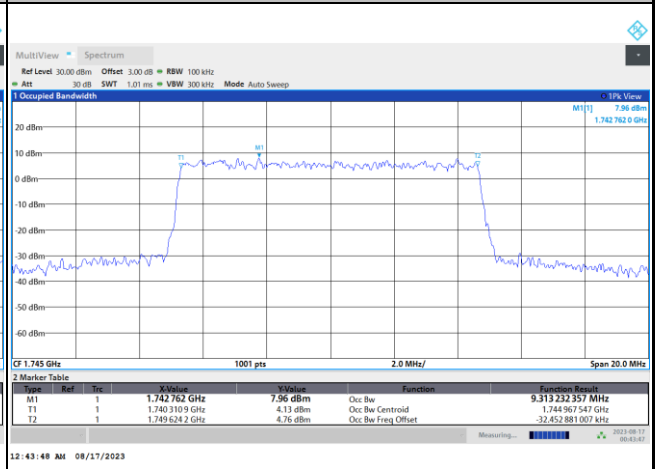 MultiView Spectrum
Ref Level 30.00 dBm Offset 3.00 dB RBW 100 kHz
Att 30 dB SWT 1.01 ms VBW 300 kHz Mode Auto Sweep
1 Occupied Bandwidth 1Pk View
M1[1] 7.96 dBm
1.742 762 0 GHz
20 dBm
M1
10 dBm
T1 T2
0 dBm
-10 dBm
-20 dBm
-30 dBm
-40 dBm
-50 dBm
-60 dBm
CF 1.745 GHz 1001 pts 2.0 MHz/ Span 20.0 MHz
2 Marker Table
Type Ref Trc X-Value Y-Value Function Function Result
M1 1 1.742 762 GHz 7.96 dBm Occ Bw 9.313 232 357 MHz
T1 1 1.740 310 9 GHz 4.13 dBm Occ Bw Centroid 1.744 967 547 GHz
T2 1 1.749 624 2 GHz 4.76 dBm Occ Bw Freq Offset -32.452 881 007 kHz
Measuring... 2023-08-17
00:43:47
12:43:48 AM 08/17/2023